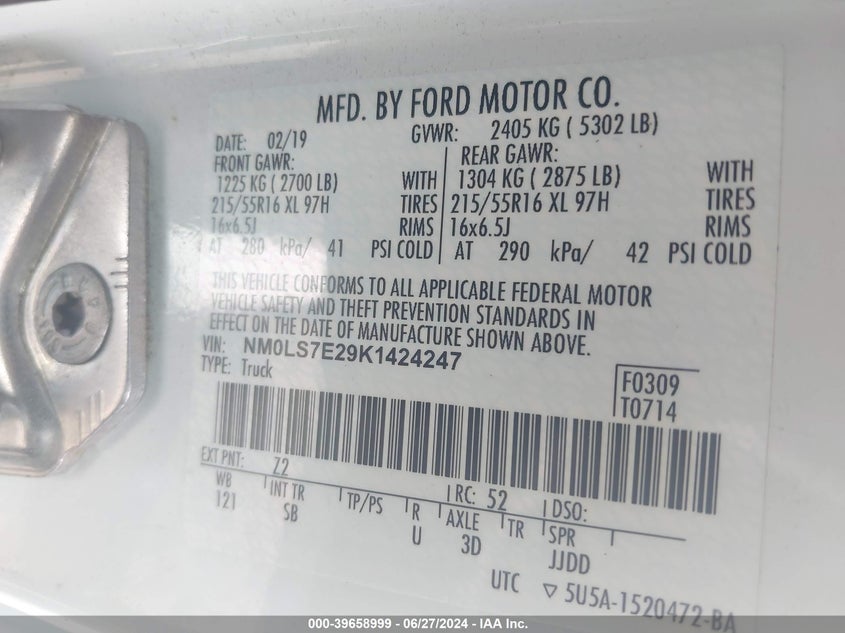 MFD. BY FORD MOTOR CO.
DATE: 02/19 GVWR: 2405 KG ( 5302 LB)
FRONT GAWR: REAR GAWR:
1225 KG ( 2700 LB) WITH 1304 KG ( 2875 LB) WITH
215/55R16 XL 97H TIRES 215/55R16 XL 97H TIRES
16x6.5J RIMS 16x6.5J RIMS
AT 280 kPa/ 41 PSI COLD AT 290 kPa/ 42 PSI COLD
THIS VEHICLE CONFORMS TO ALL APPLICABLE FEDERAL MOTOR
VEHICLE SAFETY AND THEFT PREVENTION STANDARDS IN
EFFECT ON THE DATE OF MANUFACTURE SHOWN ABOVE.
VIN: NM0LS7E29K1424247
TYPE: Truck
F0309
T0714
EXT PNT: Z2 RC: 52 DSO:
WB INT TR TP/PS R AXLE TR SPR
121 SB U 3D JJDD
UTC ▽ 5U5A-1520472-BA
000-39658999 - 06/27/2024 - IAA Inc.